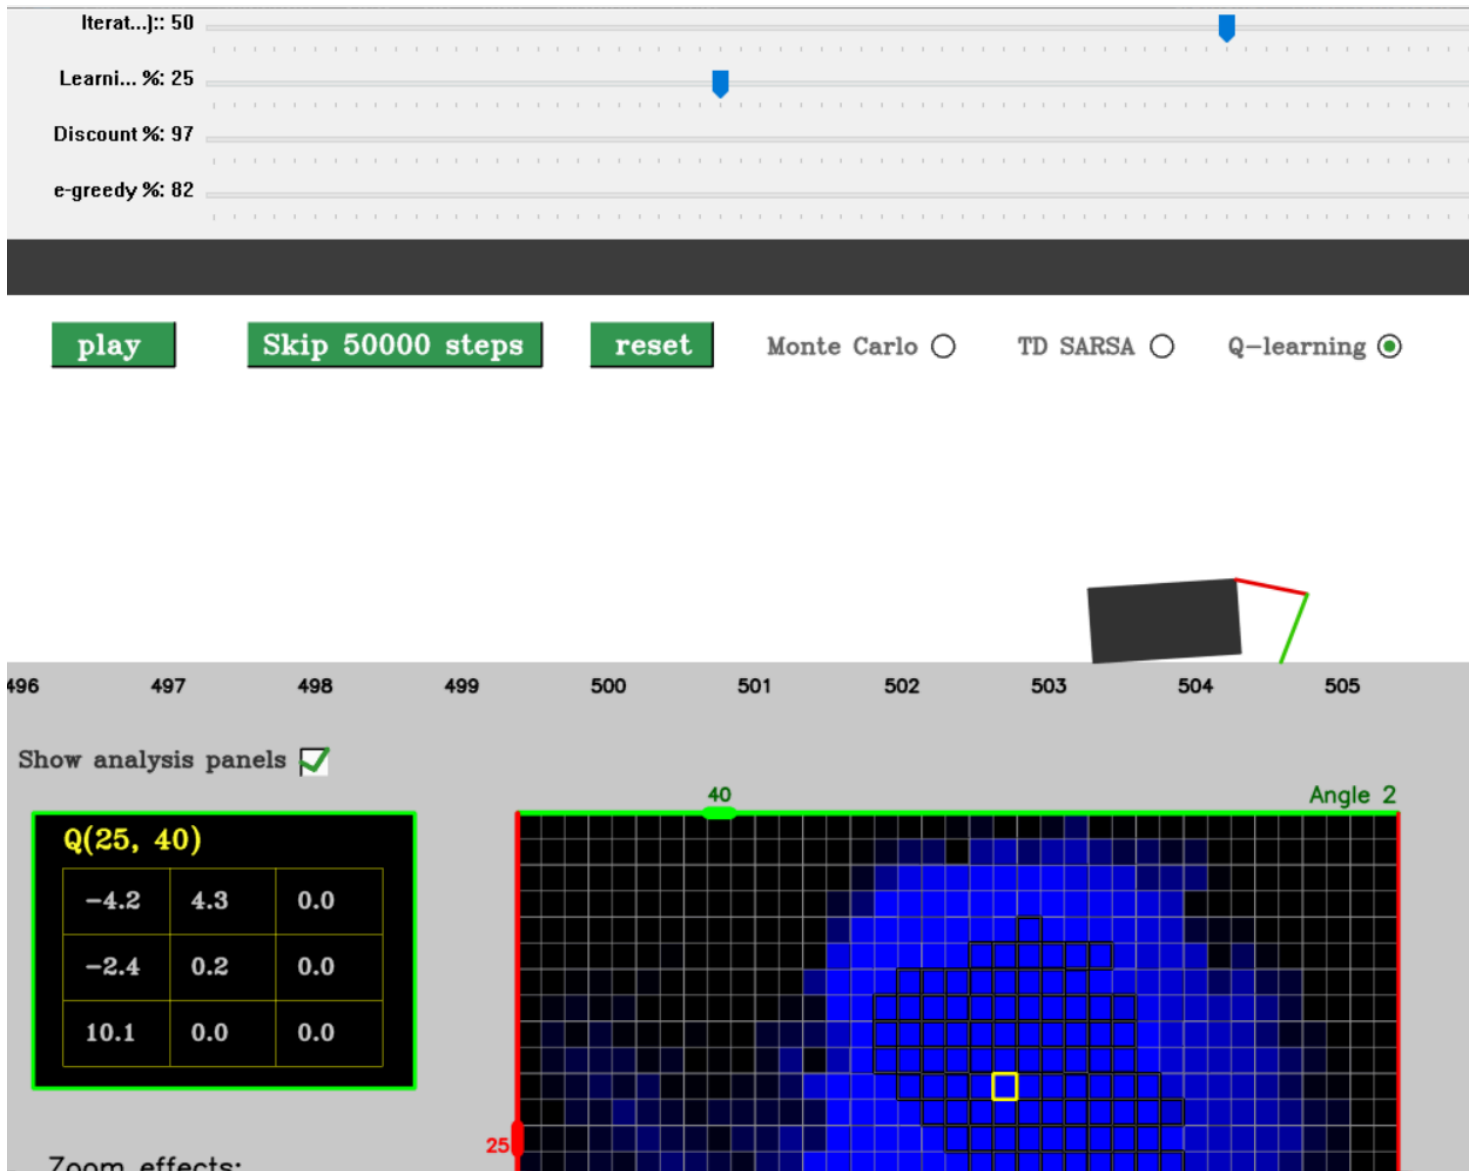 Iterat...):: 50
Learni... %: 25
Discount %: 97
e-greedy %: 82
play Skip 50000 steps reset Monte Carlo TD SARSA Q-learning
496 497 498 499 500 501 502 503 504 505
Show analysis panels
40 Angle 2
Q(25, 40)
-4.2 4.3 0.0
-2.4 0.2 0.0
10.1 0.0 0.0
25
Zoom effects: